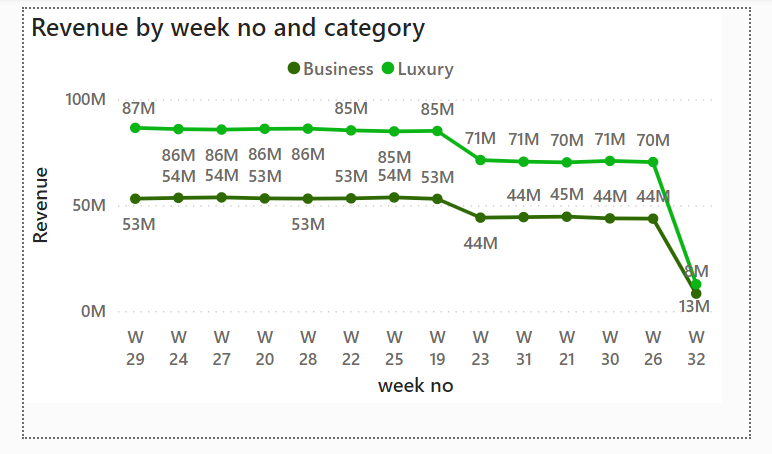 Revenue by week no and category
Business Luxury
100M
50M
0M
Revenue
87M 85M 85M 71M 71M 70M 71M 70M
86M 86M 86M 86M 85M
54M 54M 53M 53M 54M 53M 44M 45M 44M 44M
53M 53M 44M
8M
13M
W W W W W W W W W W W W W W
29 24 27 20 28 22 25 19 23 31 21 30 26 32
week no